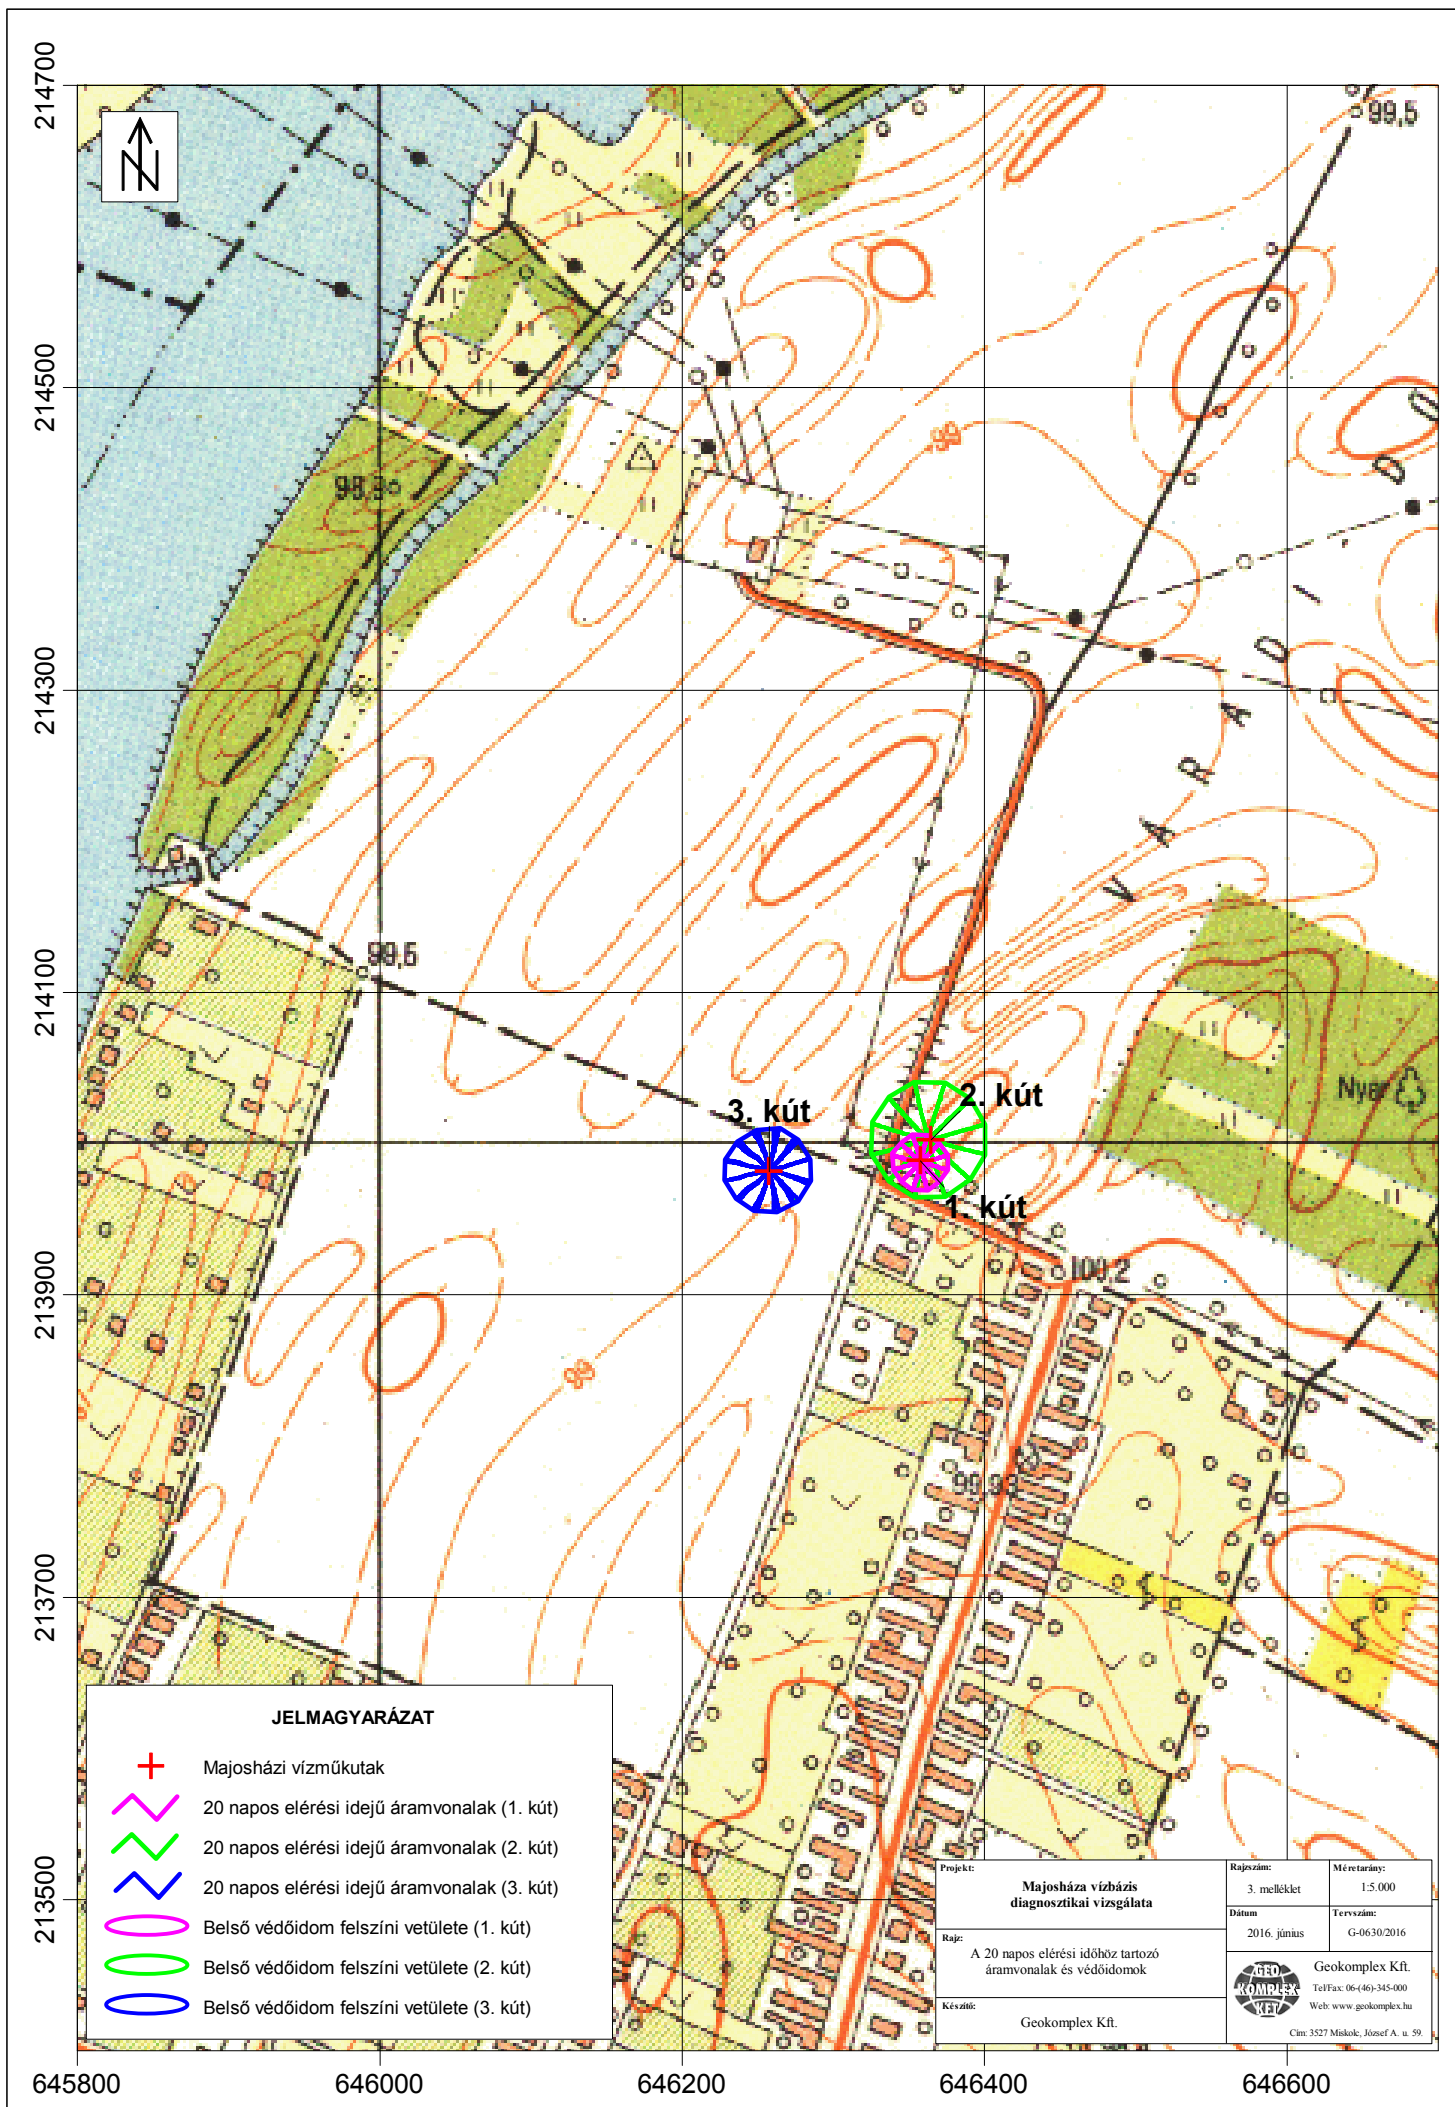 214700
214500
214300
214100
213900
213700
213500
645800
646000
646200
646400
646600
N
99,5
99
V Á R A D I
99,5
3. kút
2. kút
1. kút
100,2
JELMAGYARÁZAT
Majosházi vízműkutak
20 napos elérési idejű áramvonalak (1. kút)
20 napos elérési idejű áramvonalak (2. kút)
20 napos elérési idejű áramvonalak (3. kút)
Belső védőidom felszíni vetülete (1. kút)
Belső védőidom felszíni vetülete (2. kút)
Belső védőidom felszíni vetülete (3. kút)
Projekt:
Majosháza vízbázis
diagnosztikai vizsgálata
Rajzszám:
3. melléklet
Méretarány:
1:5.000
Dátum
2016. június
Tervszám:
G-0630/2016
Rajz:
A 20 napos elérési időhöz tartozó
áramvonalak és védőidomok
Készítő:
Geokomplex Kft.
GEO
KOMPLEX
KFT
Geokomplex Kft.
Tel/Fax: 06-(46)-345-000
Web: www.geokomplex.hu
Cím: 3527 Miskolc, József A. u. 59.